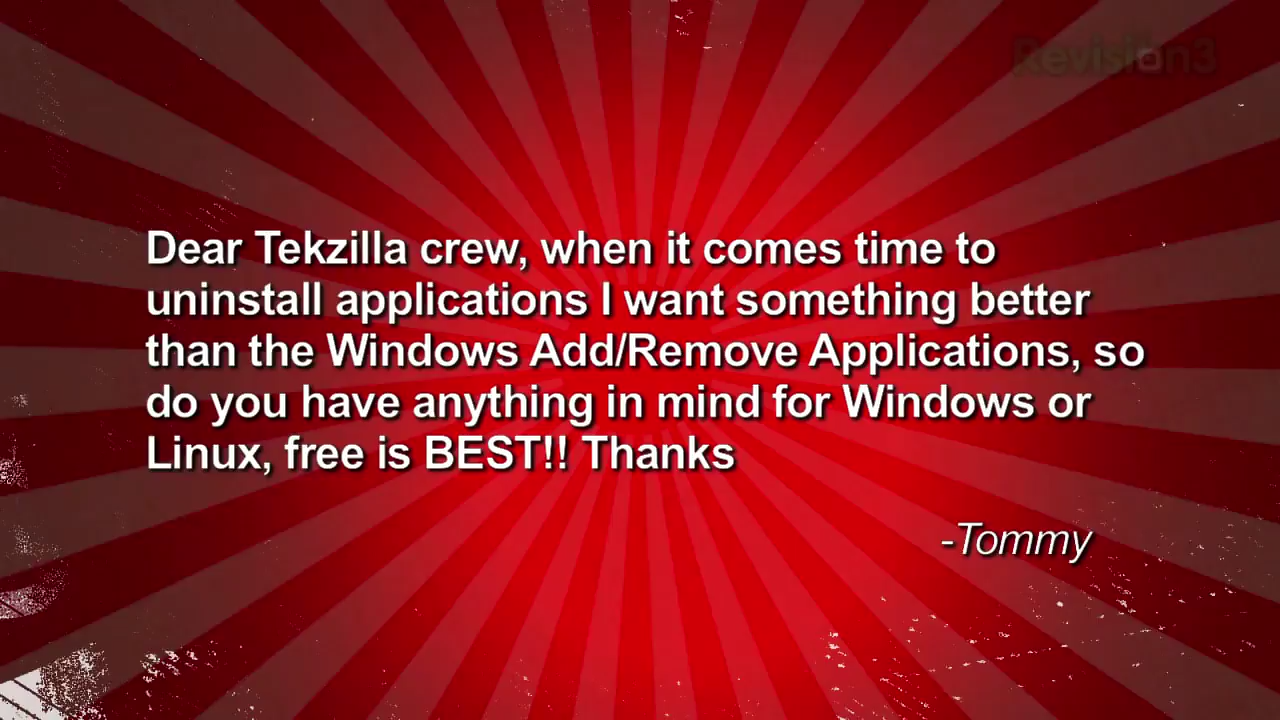 Revision3
Dear Tekzilla crew, when it comes time to
uninstall applications I want something better
than the Windows Add/Remove Applications, so
do you have anything in mind for Windows or
Linux, free is BEST!! Thanks
-Tommy